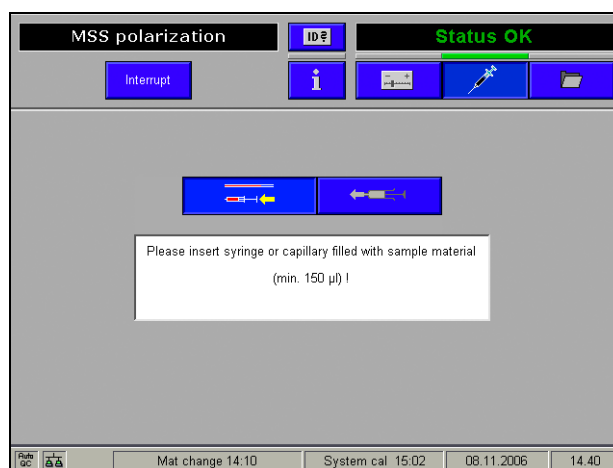 MSS polarization
ID
Status OK
Interrupt
i
Please insert syringe or capillary filled with sample material
(min. 150 µl) !
Auto
QC
Mat change 14:10
System cal 15:02
08.11.2006
14.40